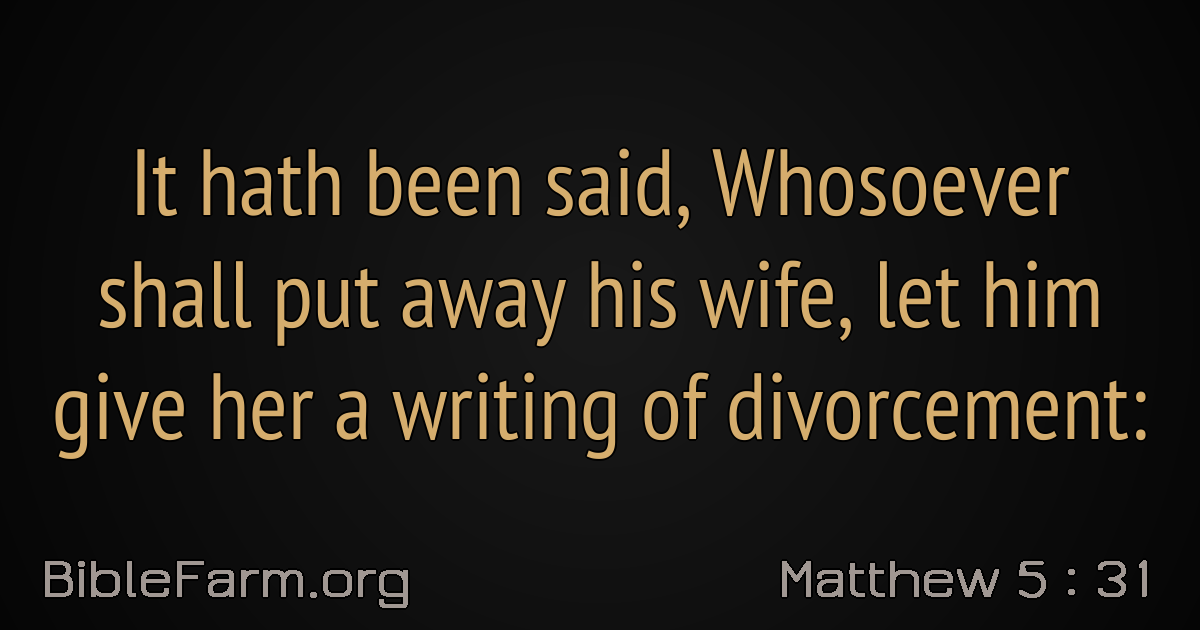 It hath been said, Whosoever
shall put away his wife, let him
give her a writing of divorcement:
BibleFarm.org
Matthew 5 : 31